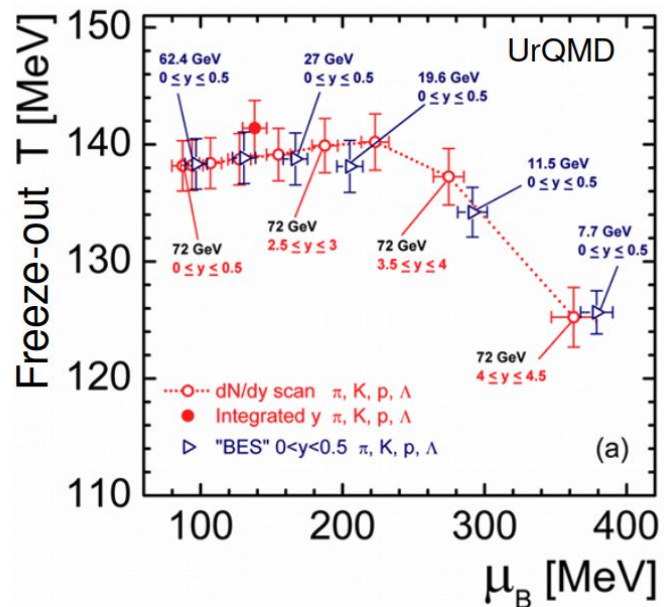 150
140
130
120
110
Freeze-out T [MeV]
UrQMD
62.4 GeV
0 ≤ y ≤ 0.5
27 GeV
0 ≤ y ≤ 0.5
19.6 GeV
0 ≤ y ≤ 0.5
11.5 GeV
0 ≤ y ≤ 0.5
7.7 GeV
0 ≤ y ≤ 0.5
72 GeV
0 ≤ y ≤ 0.5
72 GeV
2.5 ≤ y ≤ 3
72 GeV
3.5 ≤ y ≤ 4
72 GeV
4 ≤ y ≤ 4.5
dN/dy scan π, K, p, Λ
Integrated y π, K, p, Λ
"BES" 0<y<0.5 π, K, p, Λ
(a)
100
200
300
400
μ_B [MeV]